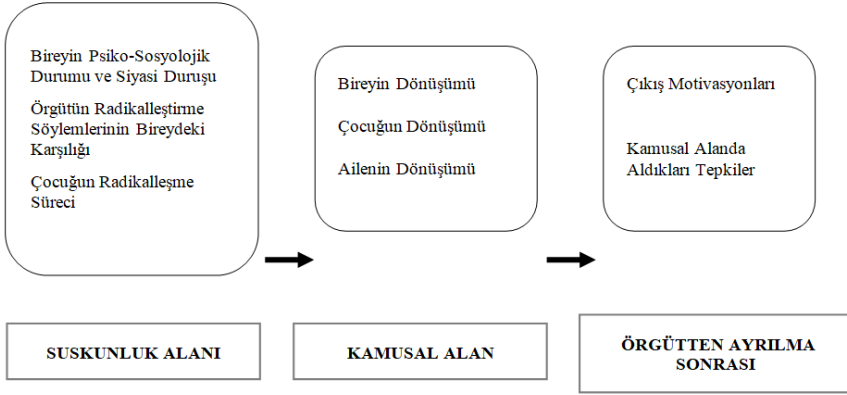 Bireyin Psiko-Sosyolojik
Durumu ve Siyasi Duruşu
Örgütün Radikalleştirme
Söylemlerinin Bireydeki
Karşılığı
Çocuğun Radikalleşme
Süreci
Bireyin Dönüşümü
Çocuğun Dönüşümü
Ailenin Dönüşümü
Çıkış Motivasyonları
Kamusal Alanda
Aldıkları Tepkiler
SUSKUNLUK ALANI
KAMUSAL ALAN
ÖRGÜTTEN AYRILMA
SONRASI